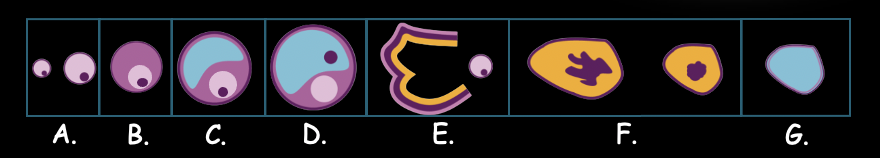 A. B. C. D. E. F. G.